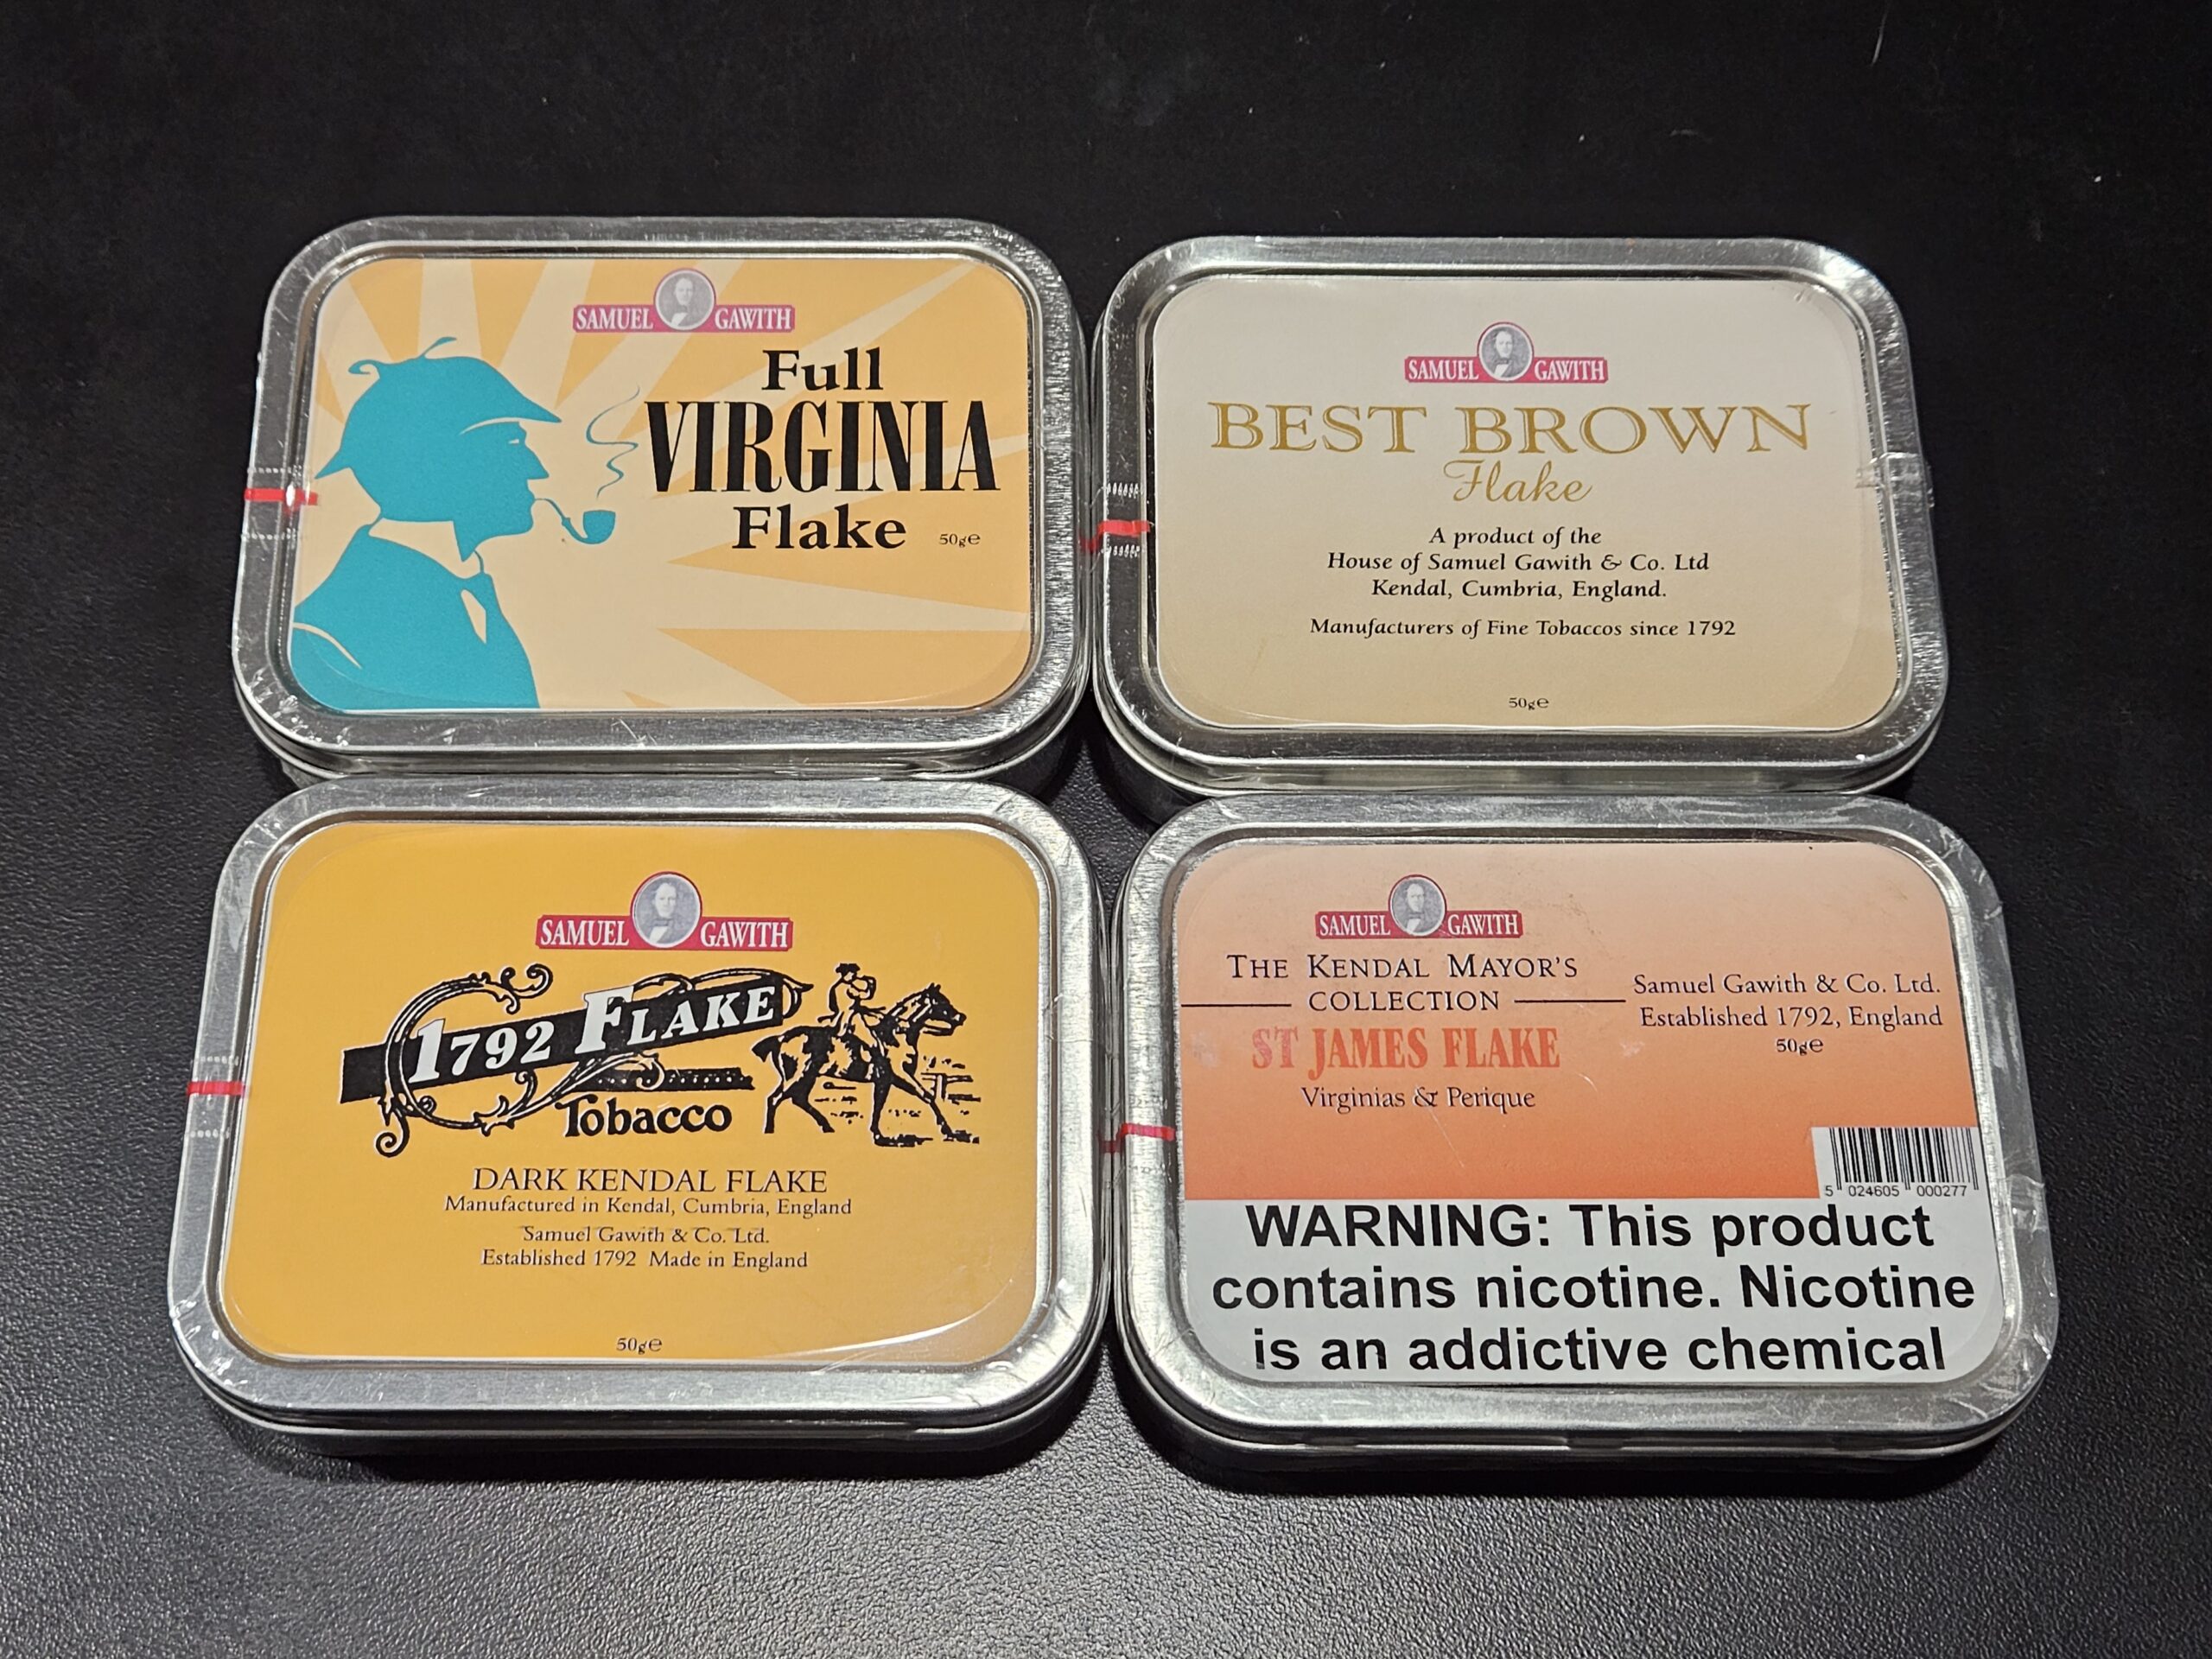 SAMUEL GAWITH
Full
VIRGINIA
Flake
50g℮
SAMUEL GAWITH
BEST BROWN
Flake
A product of the
House of Samuel Gawith & Co. Ltd
Kendal, Cumbria, England.
Manufacturers of Fine Tobaccos since 1792
50g℮
SAMUEL GAWITH
1792 FLAKE
Tobacco
DARK KENDAL FLAKE
Manufactured in Kendal, Cumbria, England
Samuel Gawith & Co. Ltd.
Established 1792 Made in England
50g℮
SAMUEL GAWITH
THE KENDAL MAYOR'S
COLLECTION
ST JAMES FLAKE
Virginias & Perique
Samuel Gawith & Co. Ltd.
Established 1792, England
50g℮
5 024605 000277
WARNING: This product
contains nicotine. Nicotine
is an addictive chemical